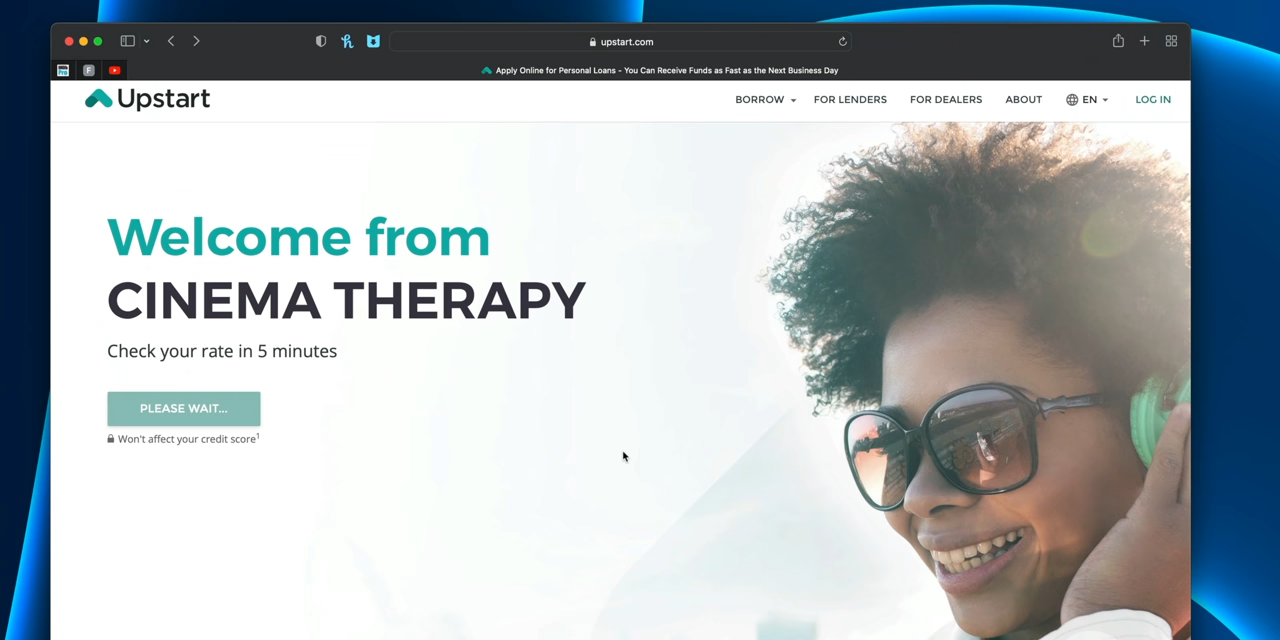 upstart.com
Apply Online for Personal Loans - You Can Receive Funds as Fast as the Next Business Day
Upstart
BORROW
FOR LENDERS
FOR DEALERS
ABOUT
EN
LOG IN
Welcome from
CINEMA THERAPY
Check your rate in 5 minutes
PLEASE WAIT...
Won't affect your credit score1